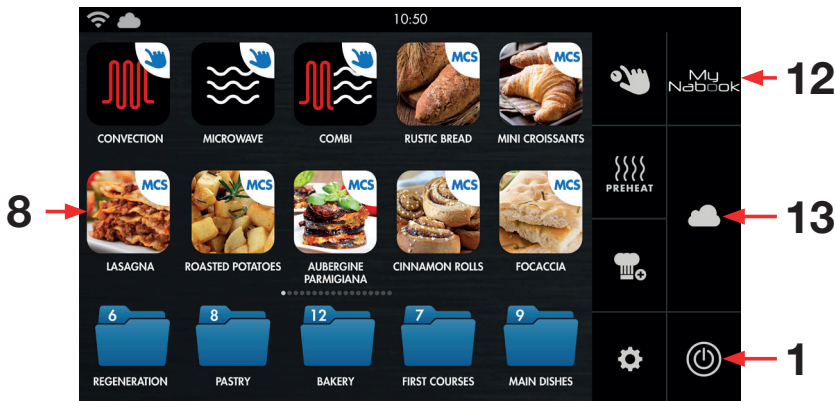 10:50
MCS MCS
CONVECTION MICROWAVE COMBI RUSTIC BREAD MINI CROISSANTS
My
Nabook
12
MCS MCS MCS MCS MCS
PREHEAT
8
13
LASAGNA ROASTED POTATOES AUBERGINE CINNAMON ROLLS FOCACCIA
PARMIGIANA
6 8 12 7 9
REGENERATION PASTRY BAKERY FIRST COURSES MAIN DISHES
1